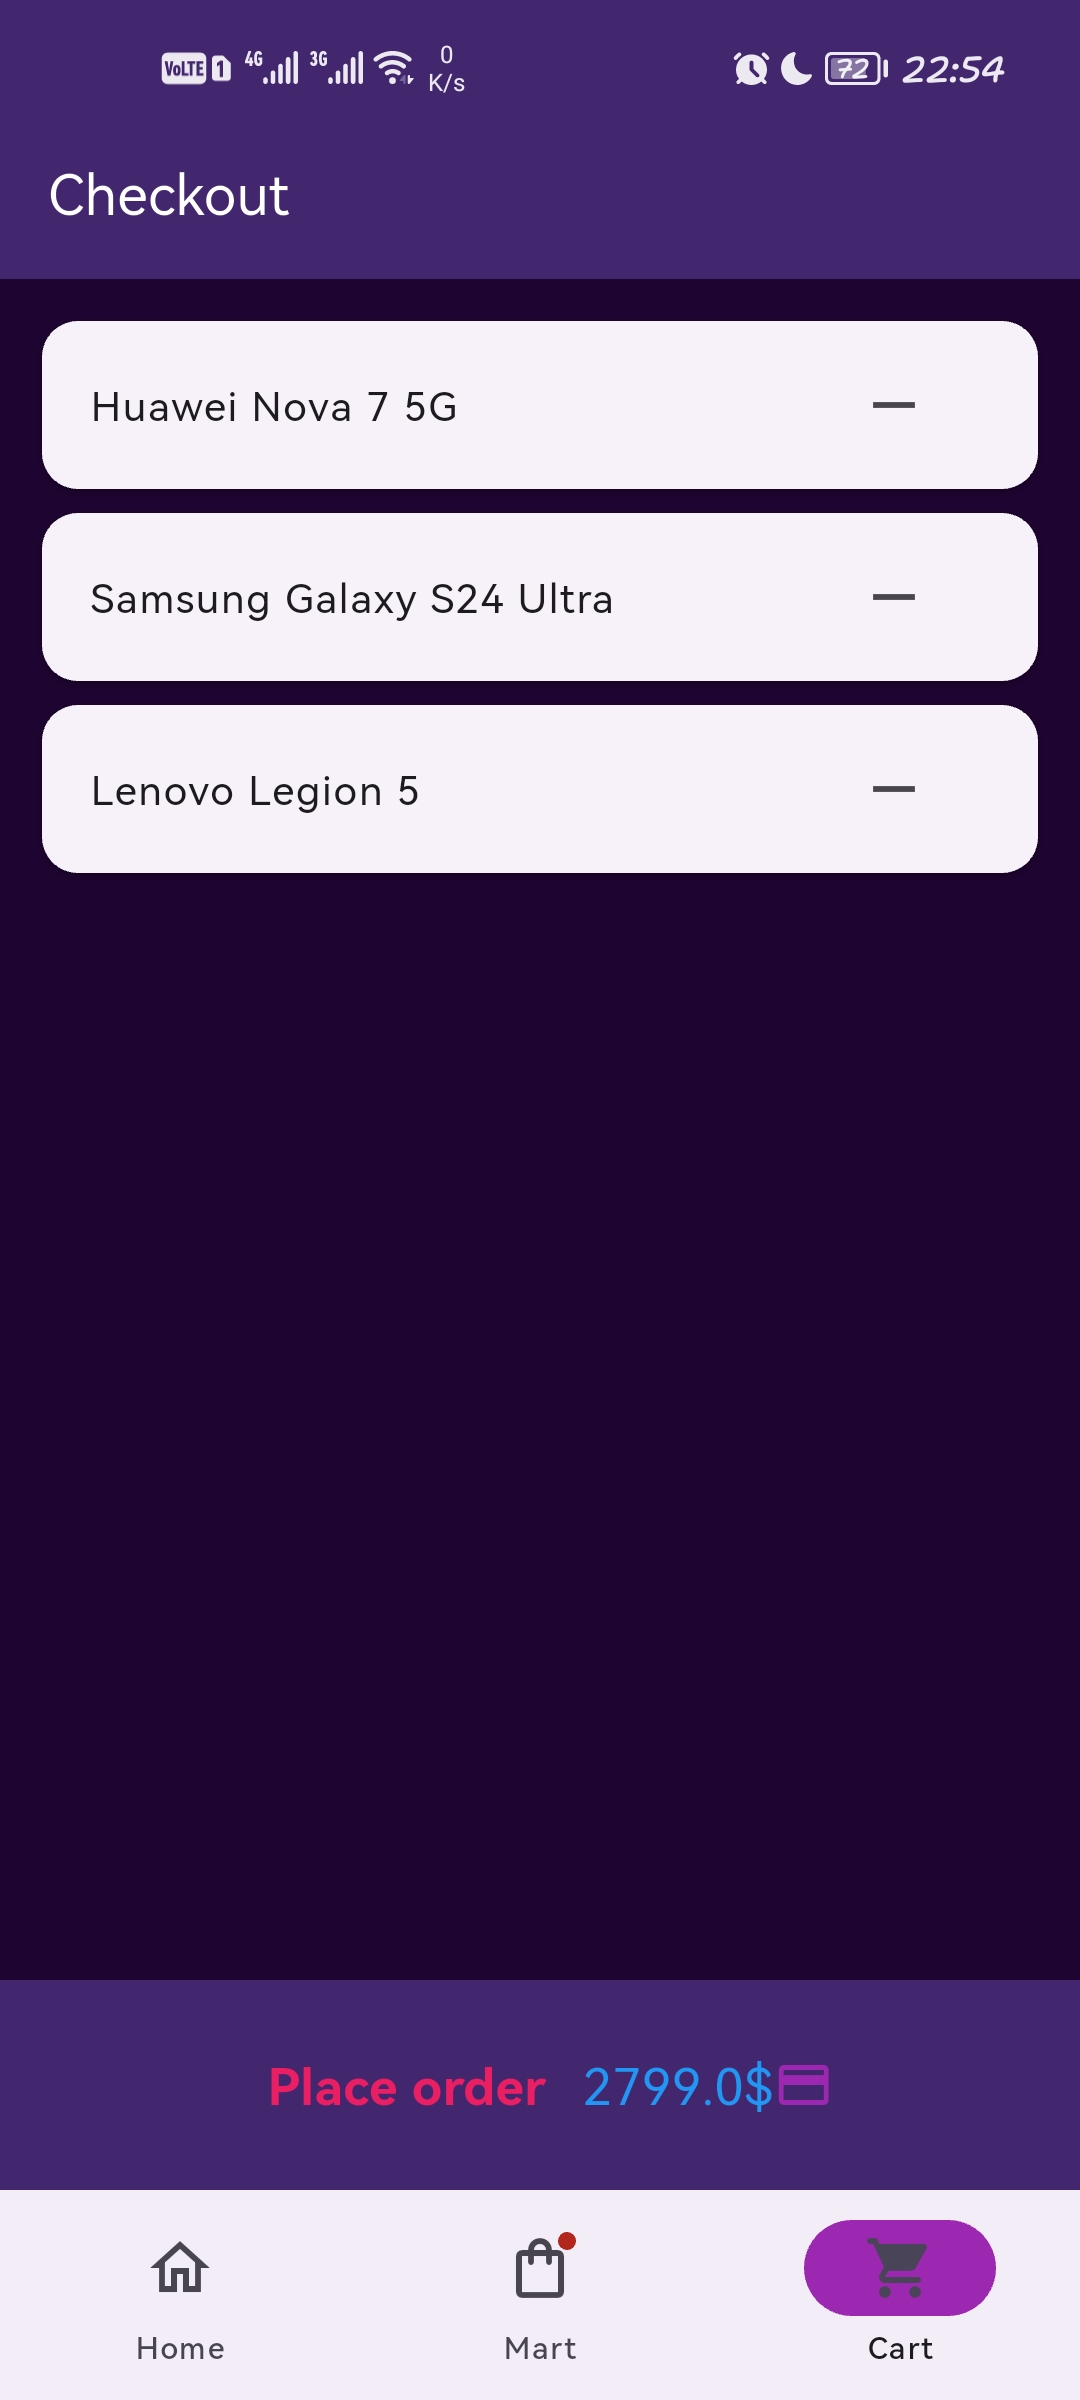 VoLTE 1 4G 3G 0 K/s 72 22:54
Checkout
Huawei Nova 7 5G
Samsung Galaxy S24 Ultra
Lenovo Legion 5
Place order 2799.0$
Home Mart Cart